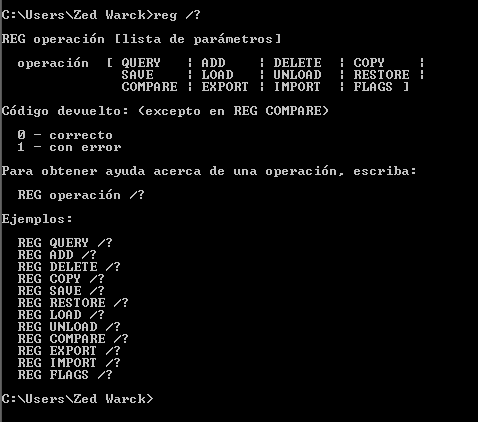 C:\Users\Zed Warck>reg /?
REG operación [lista de parámetros]
operación [ QUERY | ADD | DELETE | COPY |
SAVE | LOAD | UNLOAD | RESTORE |
COMPARE | EXPORT | IMPORT | FLAGS ]
Código devuelto: (excepto en REG COMPARE)
0 - correcto
1 - con error
Para obtener ayuda acerca de una operación, escriba:
REG operación /?
Ejemplos:
REG QUERY /?
REG ADD /?
REG DELETE /?
REG COPY /?
REG SAVE /?
REG RESTORE /?
REG LOAD /?
REG UNLOAD /?
REG COMPARE /?
REG EXPORT /?
REG IMPORT /?
REG FLAGS /?
C:\Users\Zed Warck>